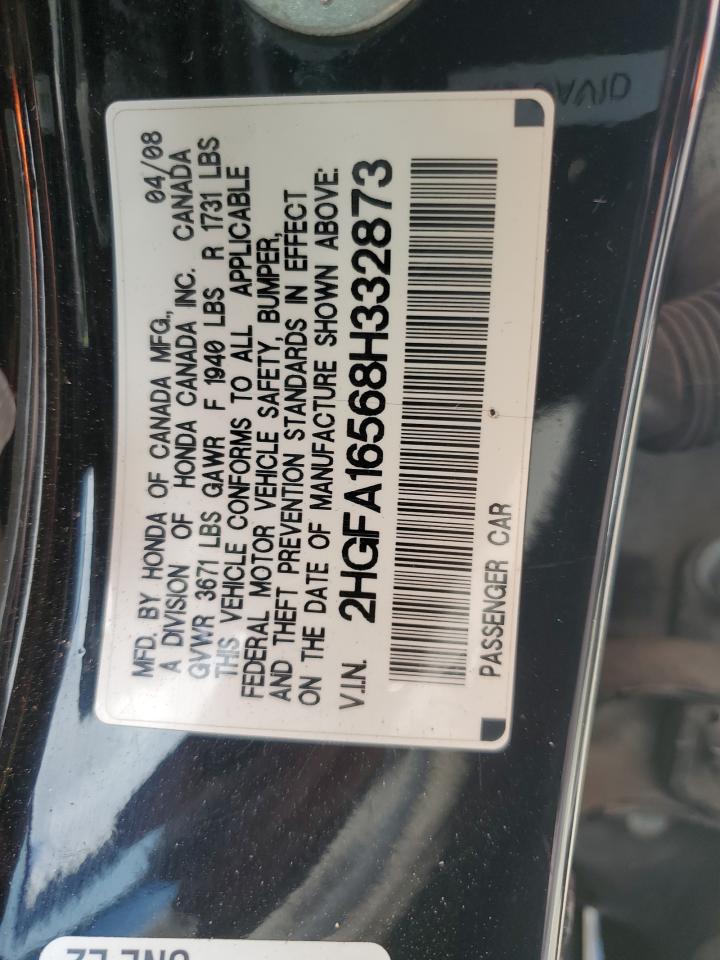 MFD. BY HONDA OF CANADA MFG., 04/08
A DIVISION OF HONDA CANADA INC. CANADA
GVWR 3671 LBS GAWR F 1940 LBS R 1731 LBS
THIS VEHICLE CONFORMS TO ALL APPLICABLE
FEDERAL MOTOR VEHICLE SAFETY, BUMPER,
AND THEFT PREVENTION STANDARDS IN EFFECT
ON THE DATE OF MANUFACTURE SHOWN ABOVE:
V.I.N. 2HGFA16568H332873
PASSENGER CAR